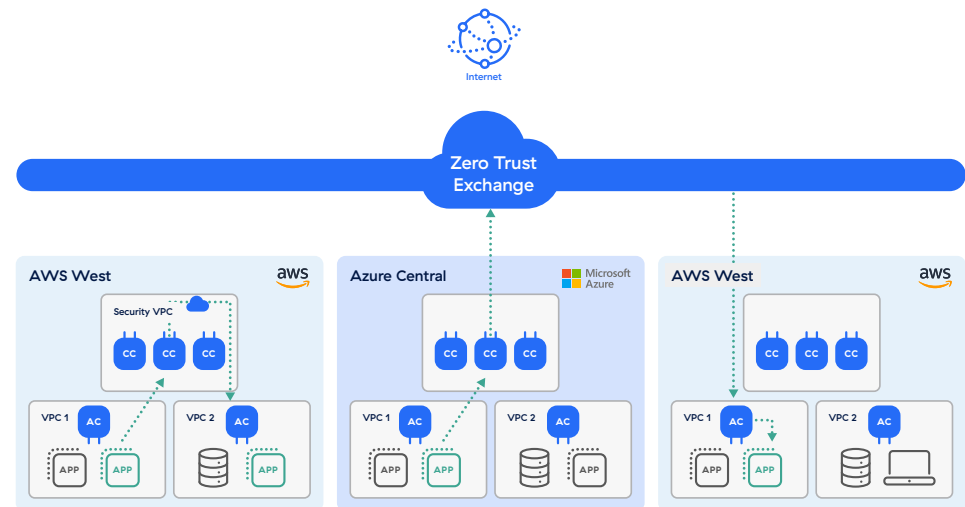 Internet
Zero Trust
Exchange
AWS West
aws
Security VPC
CC
CC
CC
VPC 1
AC
APP
APP
VPC 2
AC
APP
Azure Central
Microsoft
Azure
CC
CC
CC
VPC 1
AC
APP
APP
VPC 2
AC
APP
AWS West
aws
CC
CC
CC
VPC 1
AC
APP
APP
VPC 2
AC